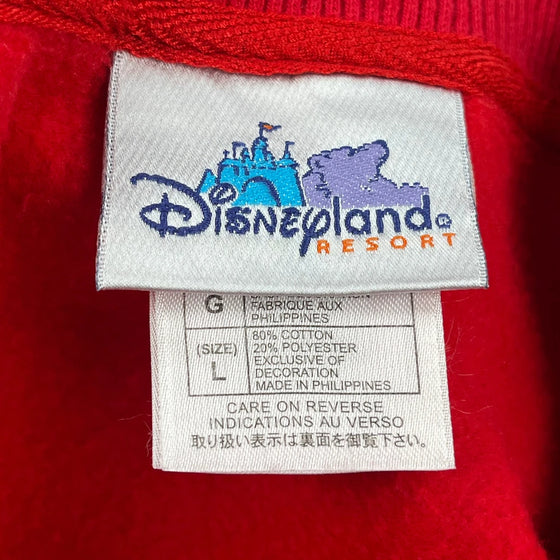 Disneyland®
RESORT
G
FABRIQUE AUX
PHILIPPINES
(SIZE)
L
80% COTTON
20% POLYESTER
EXCLUSIVE OF
DECORATION
MADE IN PHILIPPINES
CARE ON REVERSE
INDICATIONS AU VERSO
取り扱い表示は裏面を御覧下さい。